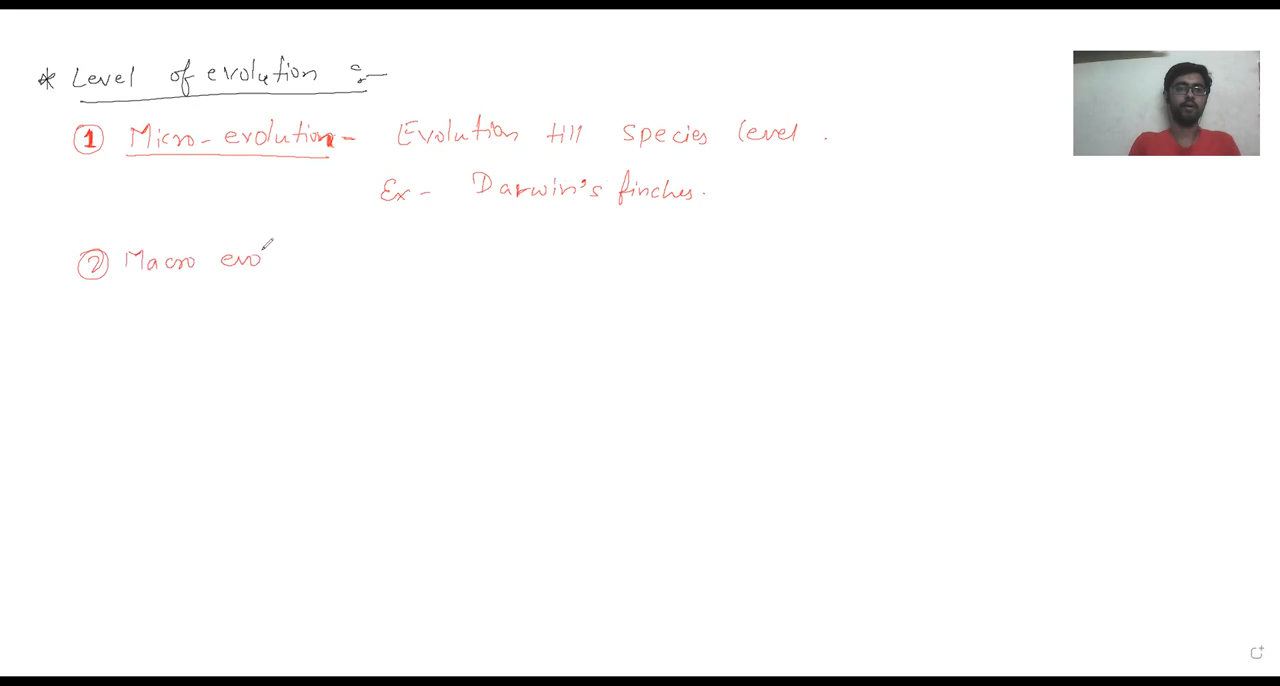 * Level of evolution :-
① Micro-evolution - Evolution till species level .
Ex - Darwin's finches.
② Macro evo